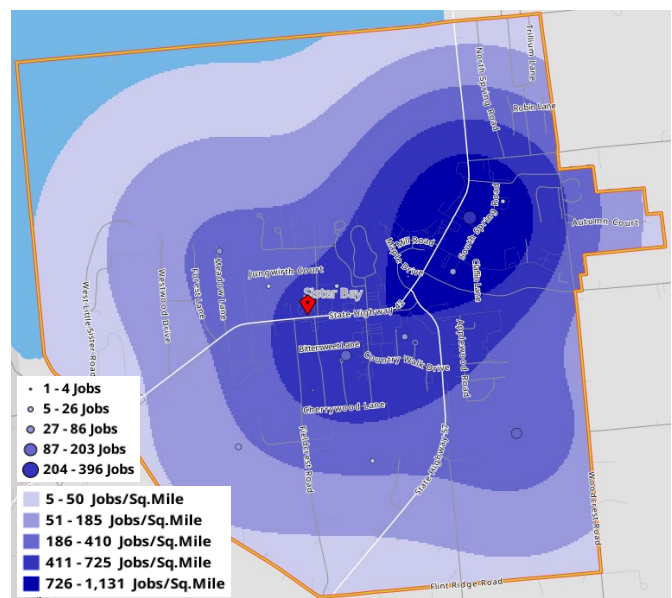 North Spring Road
Trillium Lane
Robin Lane
Autumn Court
South Spring Road
Mill Road
Maple Drive
Jungwirth Court
Meadow Lane
Forest Lane
Westwood Drive
West Little Sister Road
Sister Bay
State Highway 42
Bittersweet Lane
Country Walk Drive
Applewood Road
Cherrywood Lane
Fieldcrest Road
State Highway 57
Woodcrest Road
Flint Ridge Road
1 - 4 Jobs
5 - 26 Jobs
27 - 86 Jobs
87 - 203 Jobs
204 - 396 Jobs
5 - 50 Jobs/Sq.Mile
51 - 185 Jobs/Sq.Mile
186 - 410 Jobs/Sq.Mile
411 - 725 Jobs/Sq.Mile
726 - 1,131 Jobs/Sq.Mile